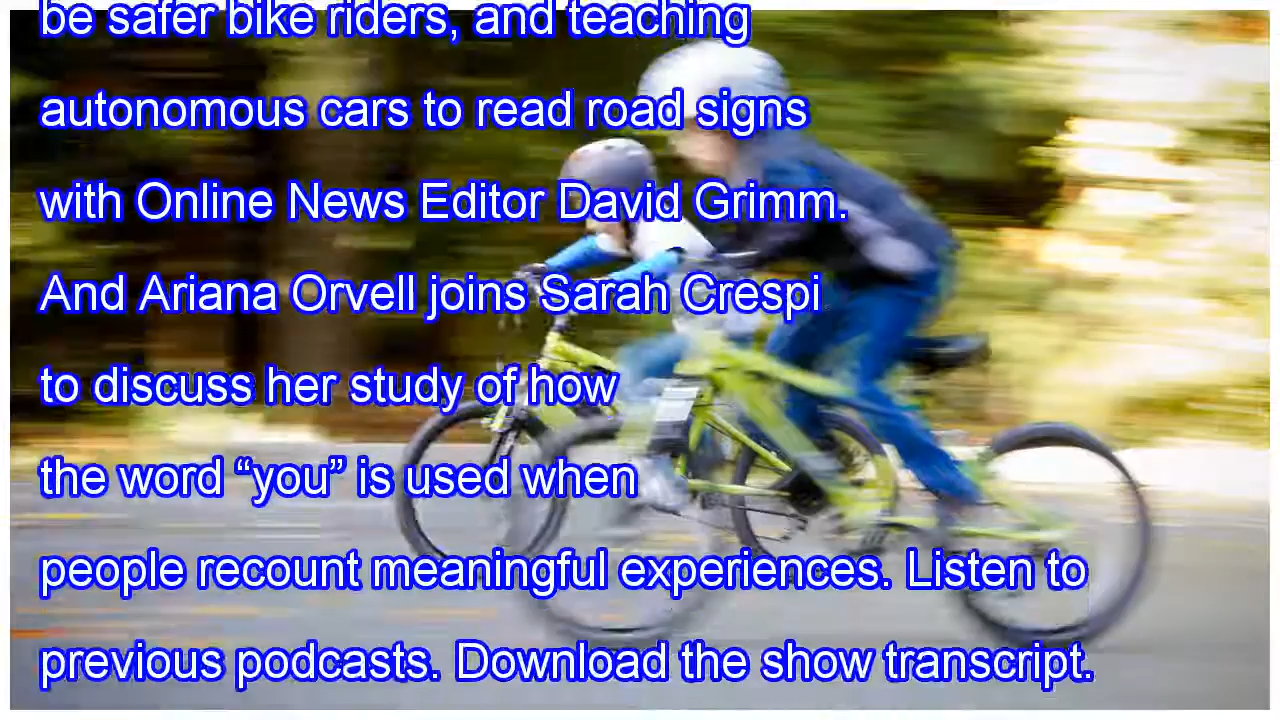 be safer bike riders, and teaching
autonomous cars to read road signs
with Online News Editor David Grimm.
And Ariana Orvell joins Sarah Crespi
to discuss her study of how
the word “you” is used when
people recount meaningful experiences. Listen to
previous podcasts. Download the show transcript.